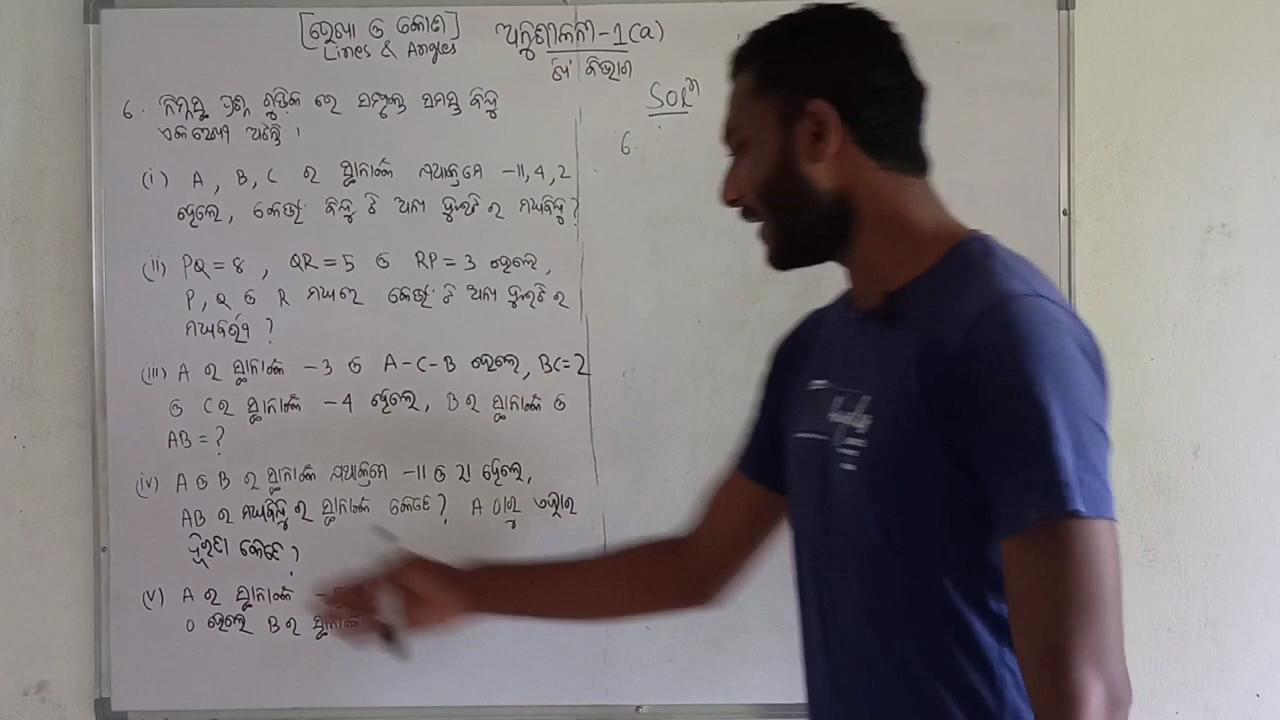 [ରେଖା ଓ କୋଣ] ଅନୁଶୀଳନୀ-1(a)
Lines & Angles
'ଖ' ବିଭାଗ
6. ନିମ୍ନସ୍ଥ ପ୍ରଶ୍ନ ଗୁଡ଼ିକ ରେ ସମ୍ପୃକ୍ତ ସମସ୍ତ ବିନ୍ଦୁ
ଏକ ରେଖୀ ଅଟନ୍ତି ।
(i) A, B, C ର ସ୍ଥାନାଙ୍କ ଯଥାକ୍ରମେ -11, 4, 2
ହେଲେ, କେଉଁ ବିନ୍ଦୁ ଟି ଅନ୍ୟ ଦୁଇଟି ର ମଧ୍ୟବିନ୍ଦୁ?
(ii) PQ = 8, QR = 5 ଓ RP = 3 ହେଲେ,
P, Q ଓ R ମଧ୍ୟରେ କେଉଁ ଟି ଅନ୍ୟ ଦୁଇଟି ର
ମଧ୍ୟବର୍ତ୍ତୀ ?
(iii) A ର ସ୍ଥାନାଙ୍କ -3 ଓ A-C-B ହେଲେ, BC=2
ଓ C ର ସ୍ଥାନାଙ୍କ -4 ହେଲେ, B ର ସ୍ଥାନାଙ୍କ ଓ
AB = ?
(iv) A ଓ B ର ସ୍ଥାନାଙ୍କ ଯଥାକ୍ରମେ -11 ଓ 21 ହେଲେ,
AB ର ମଧ୍ୟବିନ୍ଦୁ ର ସ୍ଥାନାଙ୍କ କେତେ? A ଠାରୁ ତାହାର
ଦୂରତା କେତେ ?
(v) A ର ସ୍ଥାନାଙ୍କ
0 ହେଲେ B ର ସ୍ଥାନାଙ୍କ
Solⁿ
6.